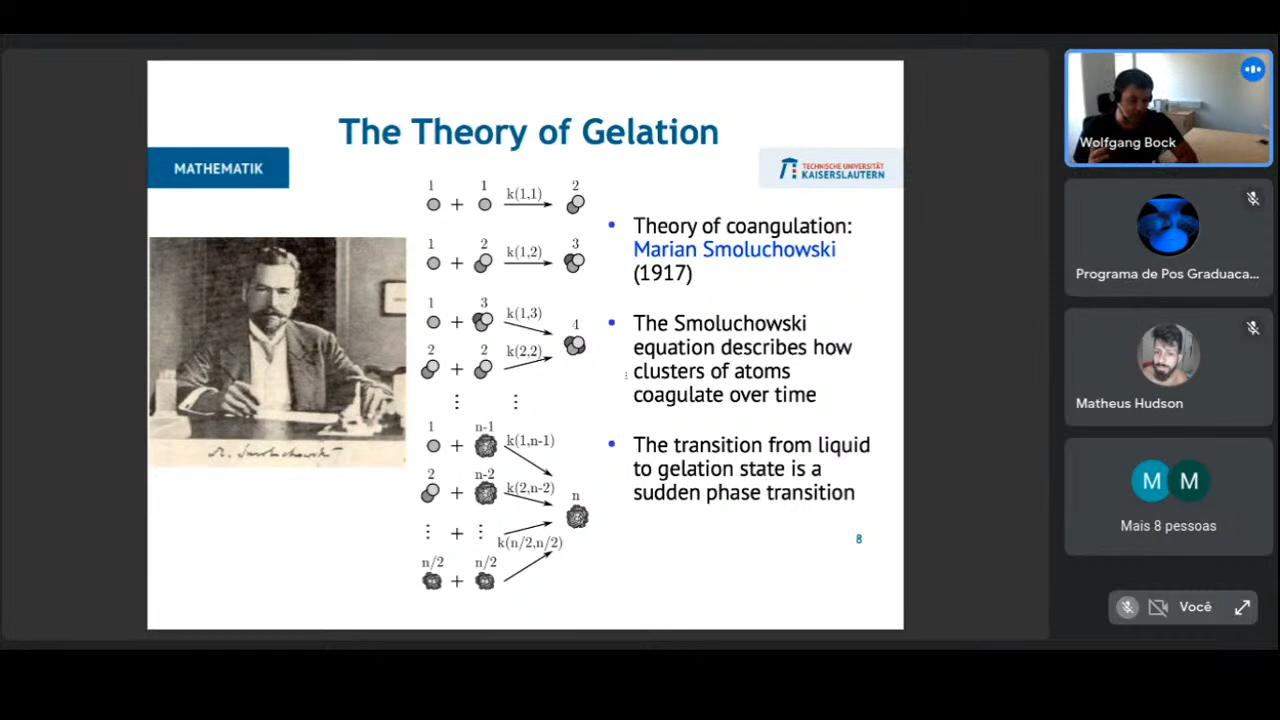 The Theory of Gelation
MATHEMATIK
TECHNISCHE UNIVERSITÄT
KAISERSLAUTERN
1 + 1 k(1,1) 2
1 + 2 k(1,2) 3
1 + 3 k(1,3)
4
2 + 2 k(2,2)
⋮ ⋮
1 + n-1 k(1,n-1)
2 + n-2 k(2,n-2)
n
⋮ + ⋮
k(n/2,n/2)
n/2 + n/2
M. Smoluchowski
• Theory of coangulation:
Marian Smoluchowski
(1917)
• The Smoluchowski
equation describes how
clusters of atoms
coagulate over time
• The transition from liquid
to gelation state is a
sudden phase transition
8
Wolfgang Bock
Programa de Pos Graduaca...
Matheus Hudson
M M
Mais 8 pessoas
Você